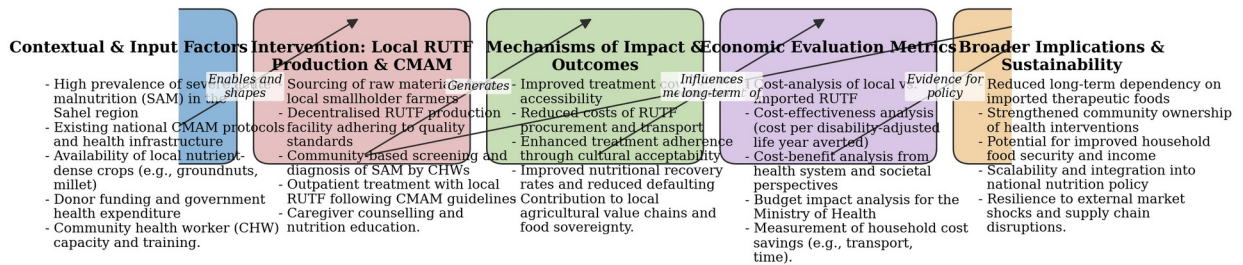 Contextual & Input Factors
- High prevalence of severe
malnutrition (SAM) in the
Sahel region
- Existing national CMAM protocols
and health infrastructure
- Availability of local nutrient-
dense crops (e.g., groundnuts,
millet)
- Donor funding and government
health expenditure
- Community health worker (CHW)
capacity and training.
Enables and
shapes
Intervention: Local RUTF
Production & CMAM
Sourcing of raw materials
local smallholder farmers
- Decentralised RUTF production
facility adhering to quality
standards
- Community-based screening and
diagnosis of SAM by CHWs
- Outpatient treatment with local
RUTF following CMAM guidelines
- Caregiver counselling and
nutrition education.
Generates
Mechanisms of Impact &
Outcomes
- Improved treatment
accessibility
- Reduced costs of RUTF
procurement and transport
- Enhanced treatment adherence
through cultural acceptability
- Improved nutritional recovery
rates and reduced defaulting
- Contribution to local
agricultural value chains and
food sovereignty.
Influences
long-term
Economic Evaluation Metrics
Cost-analysis of local vs.
imported RUTF
- Cost-effectiveness analysis
(cost per disability-adjusted
life year averted)
- Cost-benefit analysis from
health system and societal
perspectives
- Budget impact analysis for the
Ministry of Health
- Measurement of household cost
savings (e.g., transport,
time).
Evidence for
policy
Broader Implications &
Sustainability
- Reduced long-term dependency on
imported therapeutic foods
- Strengthened community ownership
of health interventions
- Potential for improved household
food security and income
- Scalability and integration into
national nutrition policy
- Resilience to external market
shocks and supply chain
disruptions.